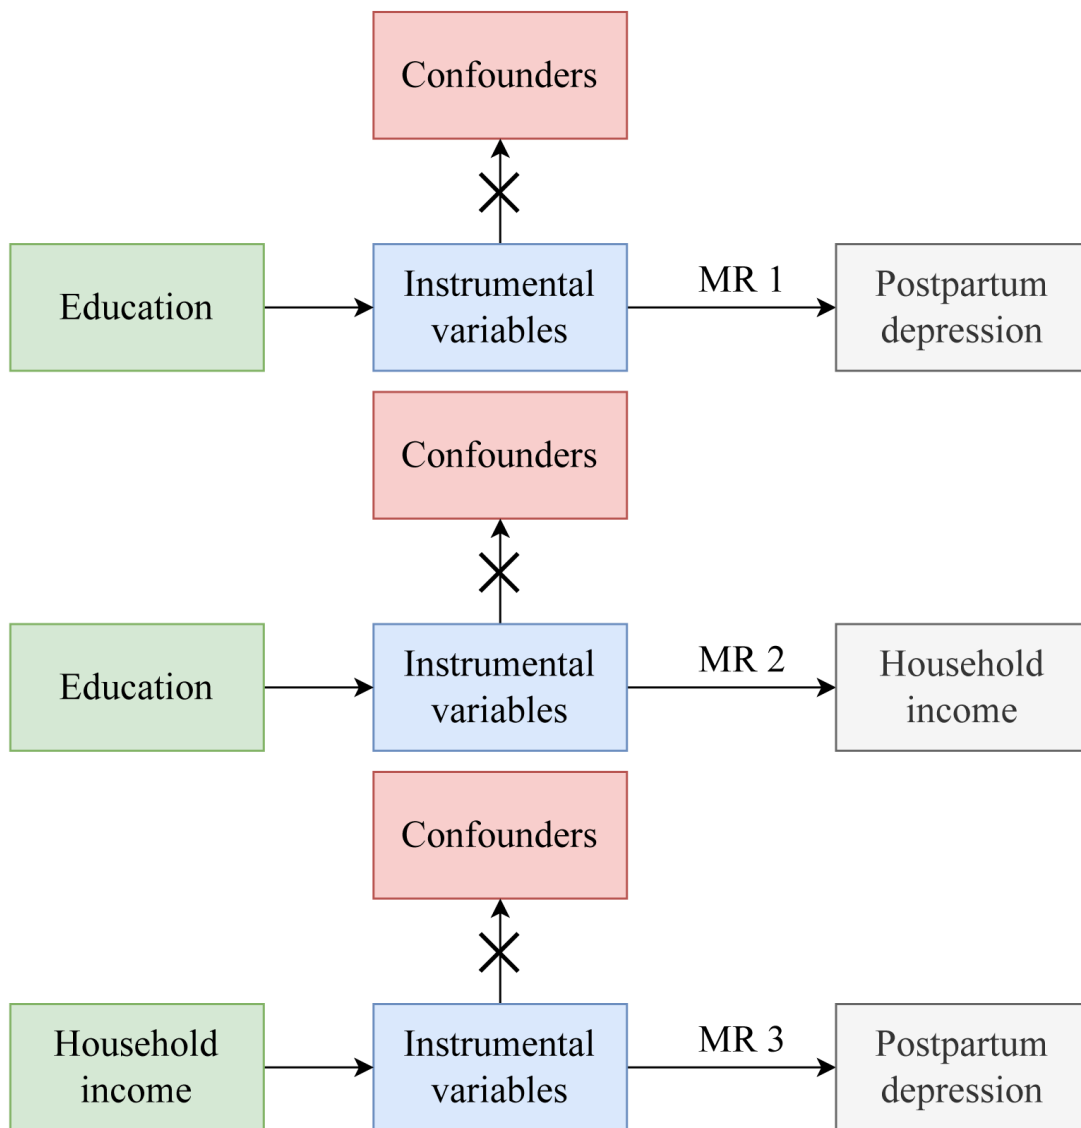 Confounders
Education
Instrumental
variables
MR 1
Postpartum
depression
Confounders
Education
Instrumental
variables
MR 2
Household
income
Confounders
Household
income
Instrumental
variables
MR 3
Postpartum
depression